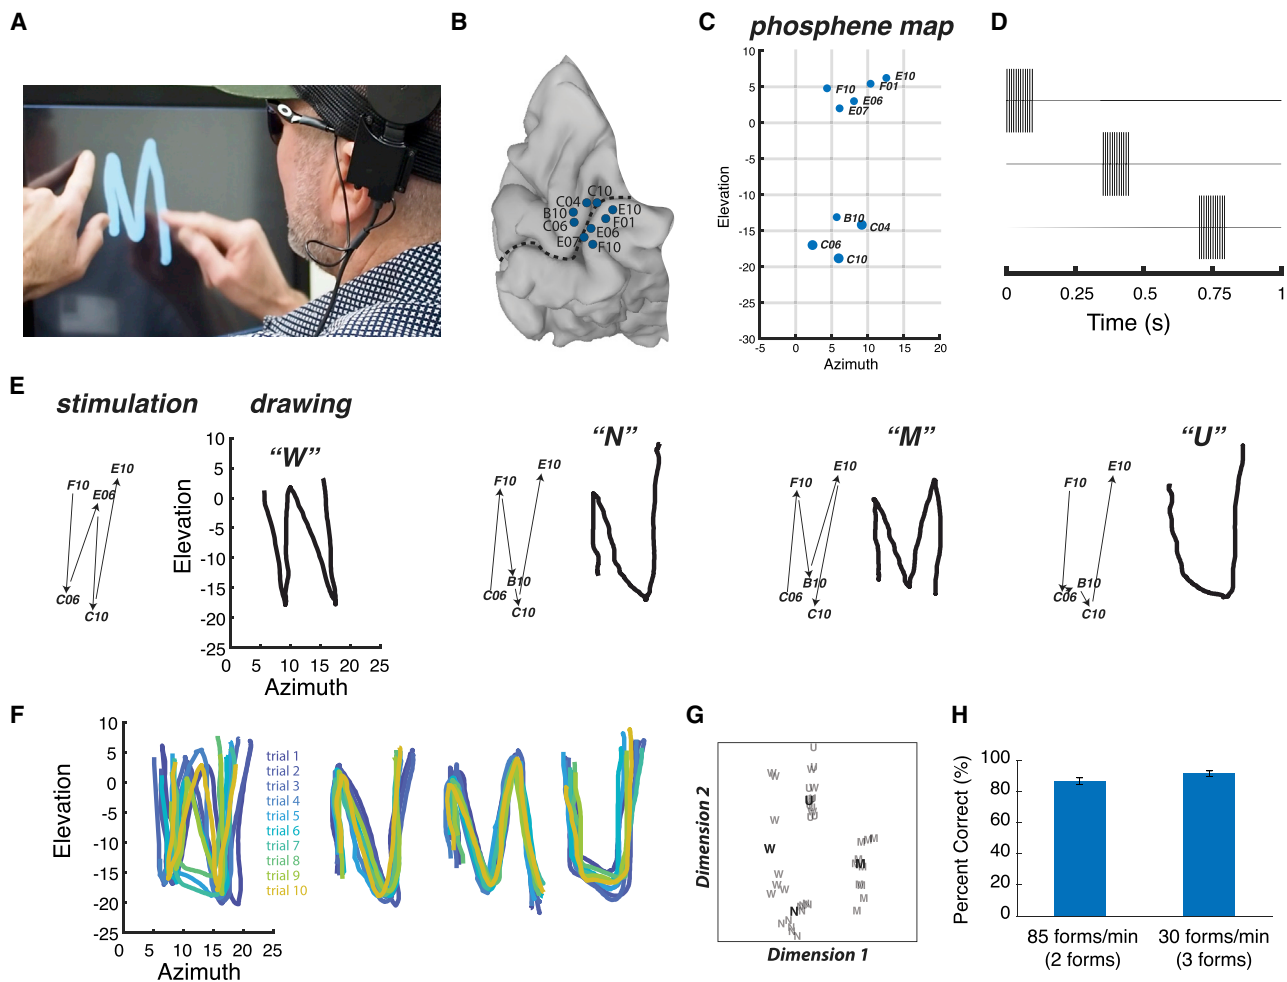 A
B
C
phosphene map
D
C10
C04
B10
E10
C06
F01
E06
E07
F10
Elevation
10
5
0
-5
-10
-15
-20
-25
-30
E10
F10
F01
E06
E07
B10
C04
C06
C10
-5
0
5
10
15
20
Azimuth
0
0.25
0.50
0.75
1
Time (s)
E
stimulation
drawing
F10
E06
E10
C06
C10
Elevation
10
5
0
-5
-10
-15
-20
-25
"W"
0
5
10
15
20
25
Azimuth
"N"
F10
E10
B10
C06
C10
"M"
F10
E10
B10
C06
C10
"U"
F10
E10
B10
C06
C10
F
Elevation
10
5
0
-5
-10
-15
-20
-25
trial 1
trial 2
trial 3
trial 4
trial 5
trial 6
trial 7
trial 8
trial 9
trial 10
0
5
10
15
20
25
Azimuth
G
Dimension 2
Dimension 1
U
W
M
N
H
Percent Correct (%)
100
80
60
40
20
0
85 forms/min
(2 forms)
30 forms/min
(3 forms)